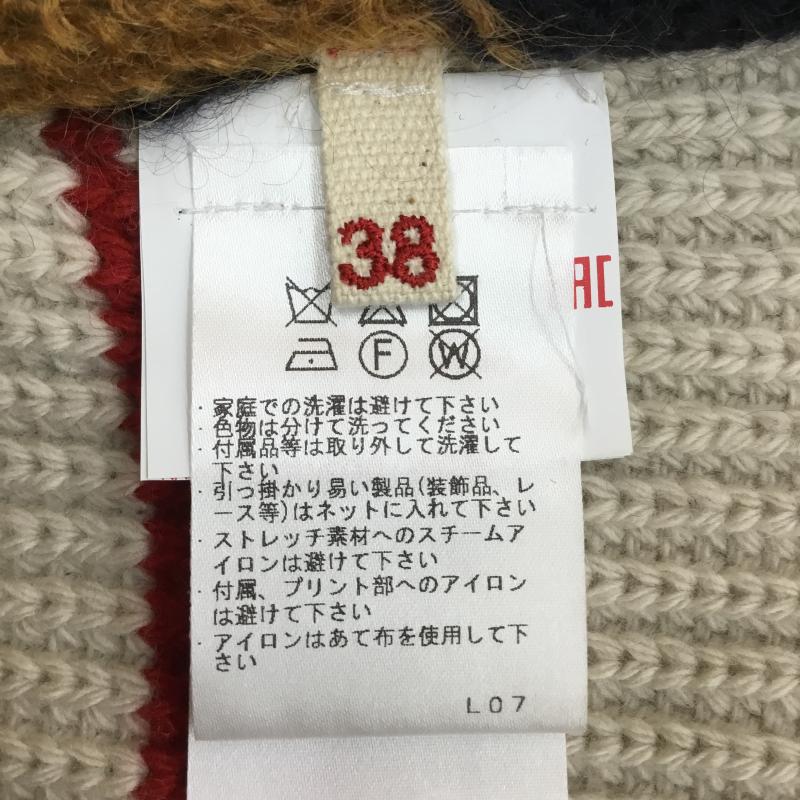 38
AC
F
W
・家庭での洗濯は避けて下さい
・色物は分けて洗ってください
・付属品等は取り外して洗濯して
下さい
・引っ掛かり易い製品(装飾品、レ
ース等)はネットに入れて下さい
・ストレッチ素材へのスチームア
イロンは避けて下さい
・付属、プリント部へのアイロン
は避けて下さい
・アイロンはあて布を使用して下
さい
L07